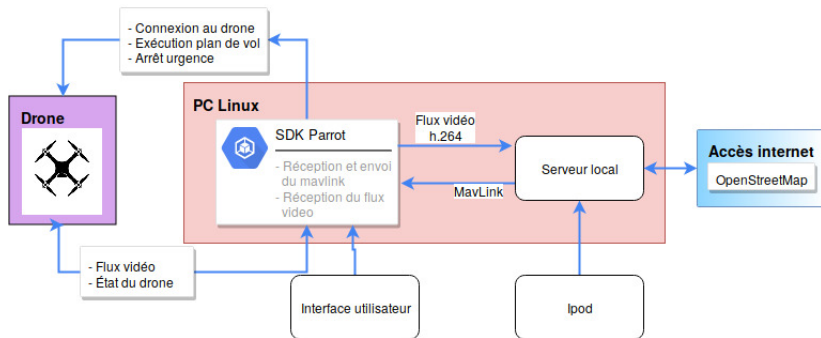 - Connexion au drone
- Exécution plan de vol
- Arrêt urgence
Drone
PC Linux
SDK Parrot
- Réception et envoi
du mavlink
- Réception du flux
video
Flux vidéo
h.264
MavLink
Serveur local
Accès internet
OpenStreetMap
- Flux vidéo
- État du drone
Interface utilisateur
Ipod